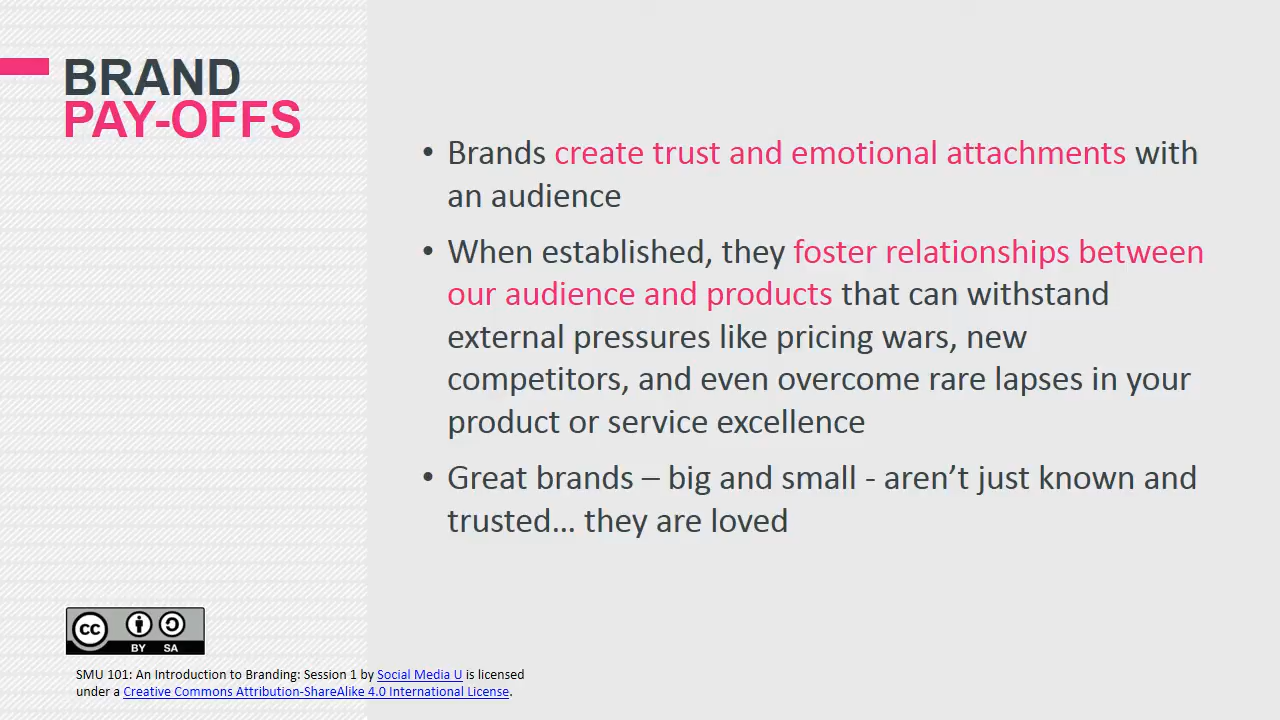 BRAND
PAY-OFFS
• Brands create trust and emotional attachments with
an audience
• When established, they foster relationships between
our audience and products that can withstand
external pressures like pricing wars, new
competitors, and even overcome rare lapses in your
product or service excellence
• Great brands – big and small - aren’t just known and
trusted… they are loved
cc
BY SA
SMU 101: An Introduction to Branding: Session 1 by Social Media U is licensed
under a Creative Commons Attribution-ShareAlike 4.0 International License.